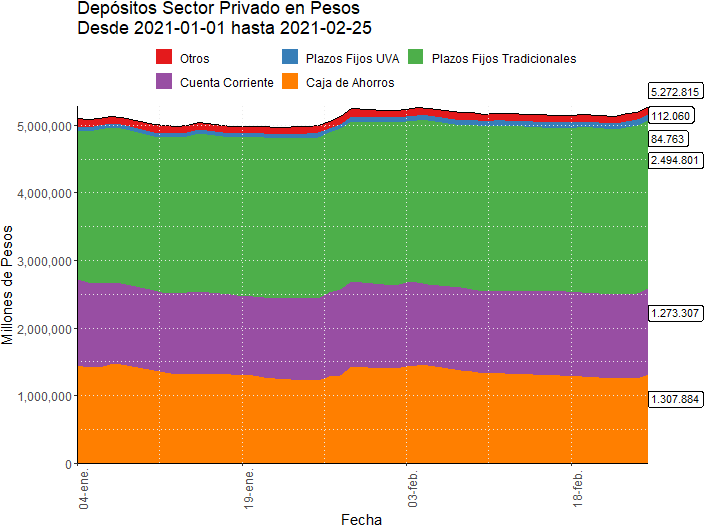 Depósitos Sector Privado en Pesos
Desde 2021-01-01 hasta 2021-02-25
Otros
Plazos Fijos UVA
Plazos Fijos Tradicionales
Cuenta Corriente
Caja de Ahorros
5.272.815
112.060
84.763
2.494.801
1.273.307
1.307.884
5,000,000
4,000,000
3,000,000
2,000,000
1,000,000
0
Millones de Pesos
04-ene.
19-ene.
03-feb.
18-feb.
Fecha